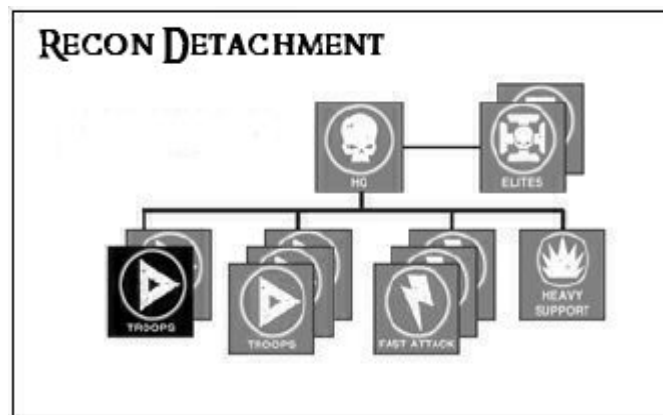 RECON DETACHMENT
HQ
ELITES
TROOPS
TROOPS
FAST ATTACK
HEAVY
SUPPORT